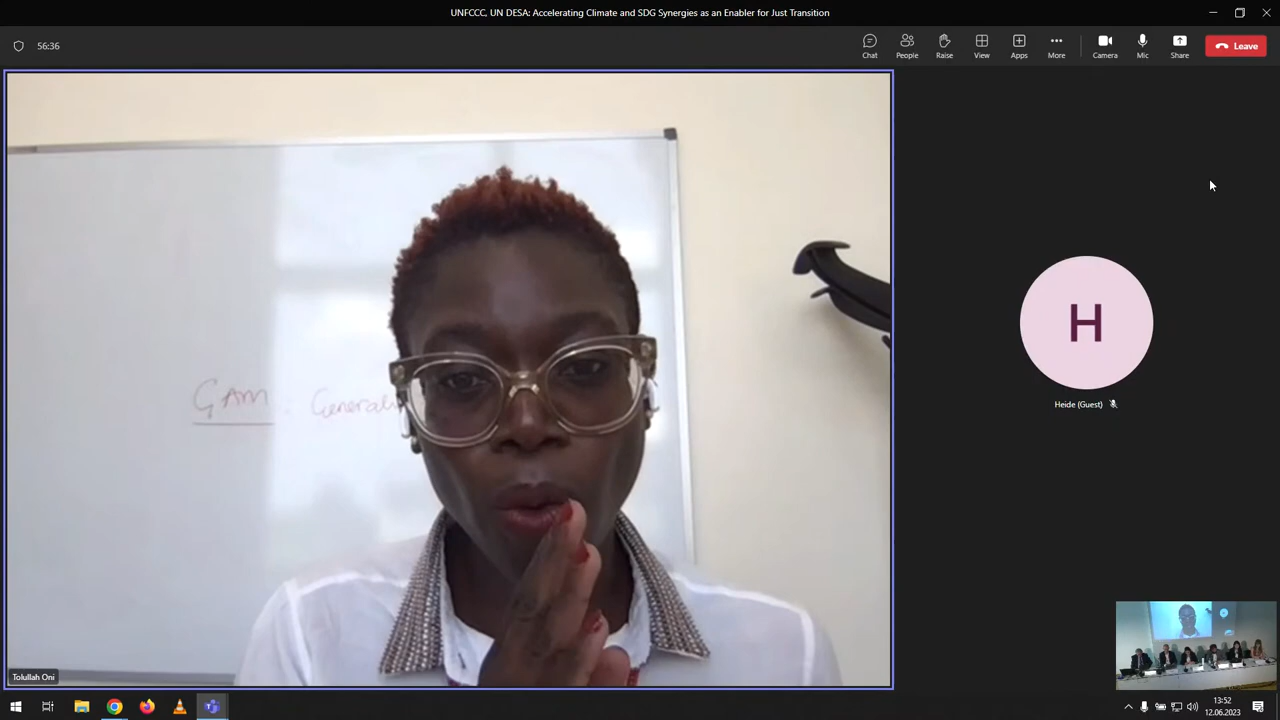 UNFCCC, UN DESA: Accelerating Climate and SDG Synergies as an Enabler for Just Transition
56:36
Chat
People
Raise
View
Apps
More
Camera
Mic
Share
Leave
GAM :
H
Heide (Guest)
Tolullah Oni
13:52
12.06.2023